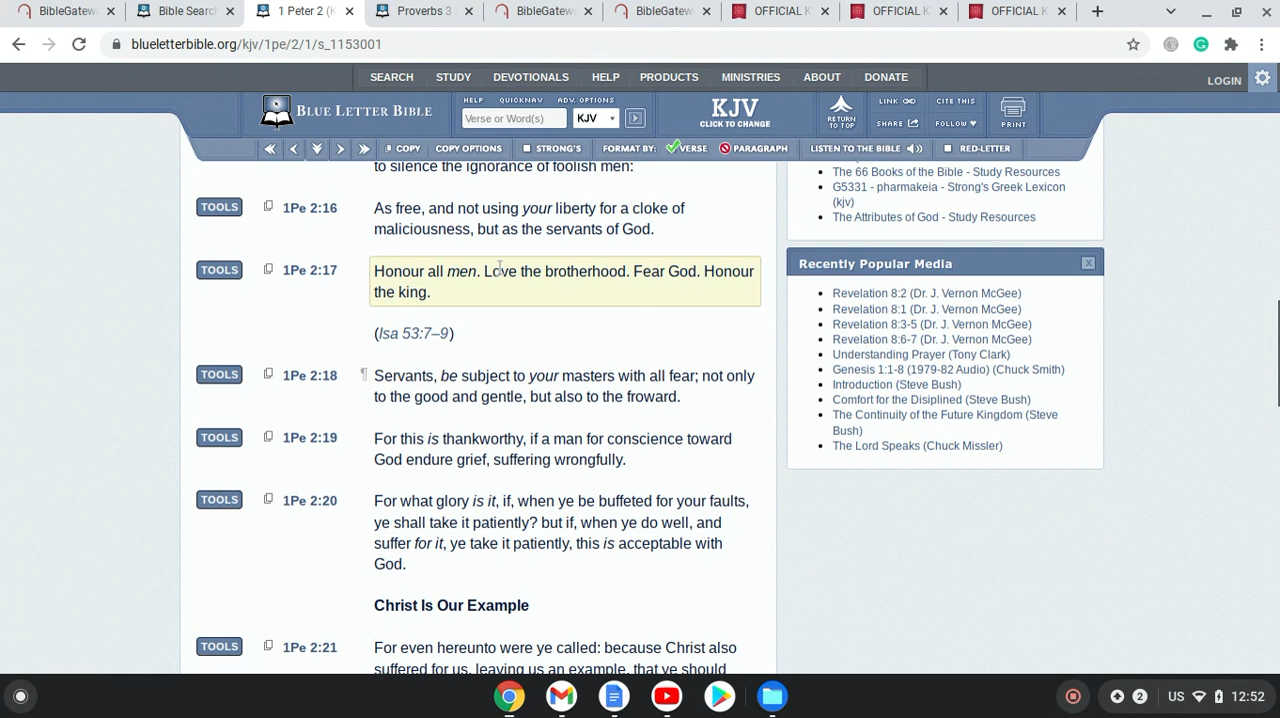 BibleGatew
Bible Searc
1 Peter 2 (K
Proverbs 3
BibleGatew
BibleGatew
OFFICIAL K
OFFICIAL K
OFFICIAL K
blueletterbible.org/kjv/1pe/2/1/s_1153001
SEARCH STUDY DEVOTIONALS HELP PRODUCTS MINISTRIES ABOUT DONATE
LOGIN
BLUE LETTER BIBLE
HELP QUICKNAV ADV. OPTIONS
Verse or Word(s) KJV
KJV
CLICK TO CHANGE
RETURN
TO TOP
LINK
SHARE
CITE THIS
FOLLOW
PRINT
COPY COPY OPTIONS STRONG'S FORMAT BY: VERSE PARAGRAPH LISTEN TO THE BIBLE RED-LETTER
to silence the ignorance of foolish men:
TOOLS 1Pe 2:16 As free, and not using your liberty for a cloke of
maliciousness, but as the servants of God.
TOOLS 1Pe 2:17 Honour all men. Love the brotherhood. Fear God. Honour
the king.
(Isa 53:7–9)
TOOLS 1Pe 2:18 ¶ Servants, be subject to your masters with all fear; not only
to the good and gentle, but also to the froward.
TOOLS 1Pe 2:19 For this is thankworthy, if a man for conscience toward
God endure grief, suffering wrongfully.
TOOLS 1Pe 2:20 For what glory is it, if, when ye be buffeted for your faults,
ye shall take it patiently? but if, when ye do well, and
suffer for it, ye take it patiently, this is acceptable with
God.
Christ Is Our Example
TOOLS 1Pe 2:21 For even hereunto were ye called: because Christ also
suffered for us, leaving us an example, that ye should
The 66 Books of the Bible - Study Resources
G5331 - pharmakeia - Strong's Greek Lexicon
(kjv)
The Attributes of God - Study Resources
Recently Popular Media
Revelation 8:2 (Dr. J. Vernon McGee)
Revelation 8:1 (Dr. J. Vernon McGee)
Revelation 8:3-5 (Dr. J. Vernon McGee)
Revelation 8:6-7 (Dr. J. Vernon McGee)
Understanding Prayer (Tony Clark)
Genesis 1:1-8 (1979-82 Audio) (Chuck Smith)
Introduction (Steve Bush)
Comfort for the Disiplined (Steve Bush)
The Continuity of the Future Kingdom (Steve
Bush)
The Lord Speaks (Chuck Missler)
2 US 12:52